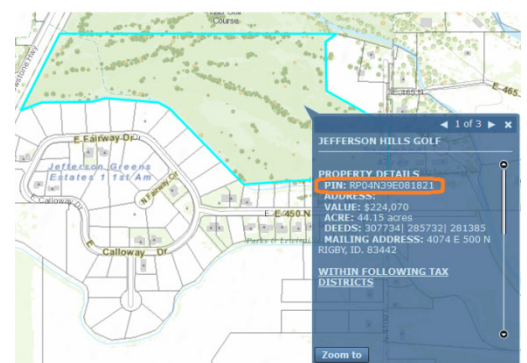 Course
E 465 N
E 465
E Fairway Dr
Jefferson Greens
Estates 1 1st Am
N Fairway Cir
E 450 N
Calloway
Calloway Dr
1 of 3
JEFFERSON HILLS GOLF
PROPERTY DETAILS
PIN: RP04N39E081821
ADDRESS:
VALUE: $224,070
ACRE: 44.15 acres
DEEDS: 307734| 285732| 281385
MAILING ADDRESS: 4074 E 500 N
RIGBY, ID. 83442
WITHIN FOLLOWING TAX
DISTRICTS
Zoom to